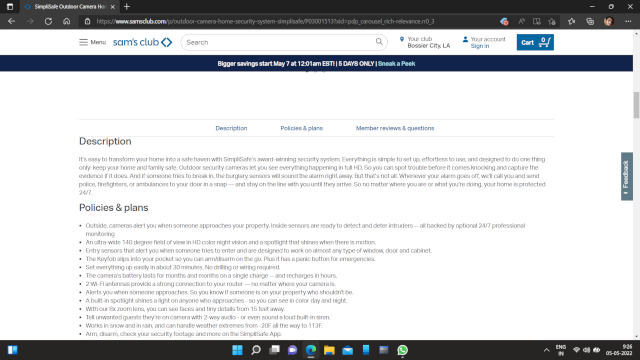 SimpliSafe Outdoor Camera Hom
https://www.samsclub.com/p/outdoor-camera-home-security-system-simplisafe/P03001513?aid=pdp_carousel_rich-relevance.rr0_3
Menu
sam's club
Search
Your club
Bossier City, LA
Your account
Sign in
Cart
0
Bigger savings start May 7 at 12:01am EST! | 5 DAYS ONLY | Sneak a Peek
Description
Policies & plans
Member reviews & questions
Description
It's easy to transform your home into a safe haven with SimpliSafe's award-winning security system. Everything is simple to set up, effortless to use, and designed to do one thing
only: keep your home and family safe. Outdoor security cameras let you see everything happening in full HD. So you can spot trouble before it comes knocking and capture the
evidence if it does. And if someone tries to break in, the burglary sensors will sound the alarm right away. But that's not all. Whenever your alarm goes off, we'll call you and send
police, firefighters, or ambulances to your door in a snap — and stay on the line with you until they arrive. So no matter where you are or what you're doing, your home is protected
24/7.
Policies & plans
• Outside, cameras alert you when someone approaches your property. Inside sensors are ready to detect and deter intruders — all backed by optional 24/7 professional
monitoring
• An ultra-wide 140 degree field of view in HD color night vision and a spotlight that shines when there is motion.
• Entry sensors that alert you when someone tries to enter and are designed to work on almost any type of window, door and cabinet.
• The Keyfob slips into your pocket so you can arm/disarm on the go. Plus it has a panic button for emergencies.
• Set everything up easily in about 30 minutes. No drilling or wiring required.
• The camera's battery lasts for months and months on a single charge — and recharges in hours.
• 2 Wi-Fi antennas provide a strong connection to your router — no matter where your camera is.
• Alerts you when someone approaches. So you know if someone is on your property who shouldn't be.
• A built-in spotlight shines a light on anyone who approaches - so you can see in color day and night.
• With our 8x zoom lens, you can see faces and tiny details from 15 feet away.
• Tell unwanted guests they're on camera with 2-way audio - or even sound a loud built-in siren.
• Works in snow and in rain, and can handle weather extremes from -20F all the way to 113F.
• Arm, disarm, check your security footage and more on the SimpliSafe App.
Feedback
ENG
IN
9:26
05-05-2022